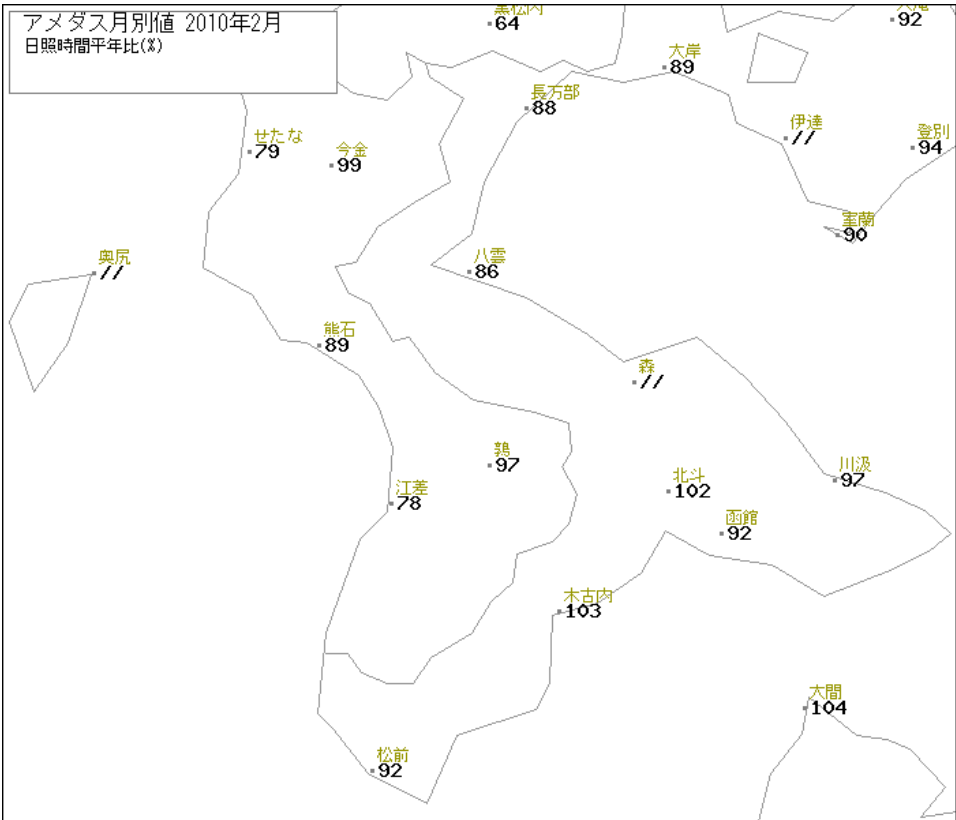 アメダス月別値 2010年2月
日照時間平年比(%)
黒松内
64
92
大岸
89
長万部
88
伊達
//
登別
94
せたな
79
今金
99
室蘭
90
奥尻
//
八雲
86
熊石
89
森
//
鶉
97
川汲
97
江差
78
北斗
102
函館
92
木古内
103
大間
104
松前
92